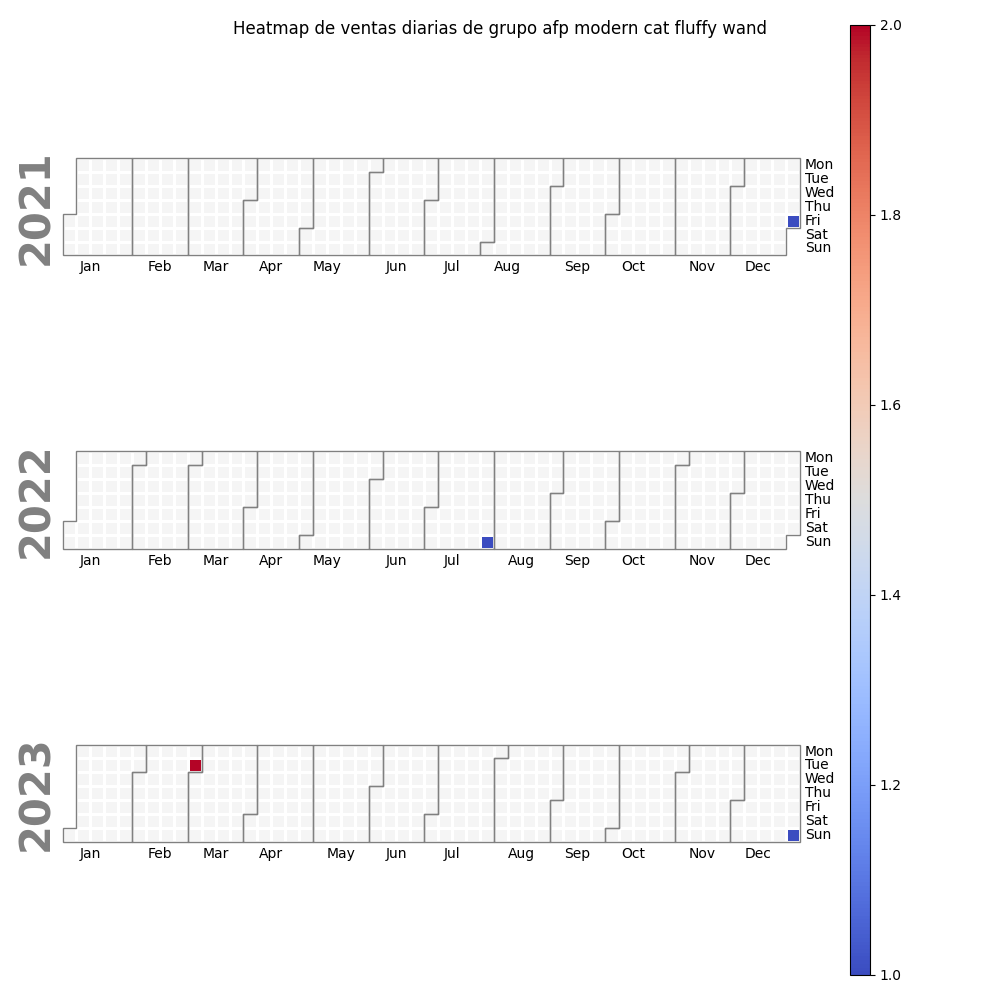 Heatmap de ventas diarias de grupo afp modern cat fluffy wand
2021
Mon
Tue
Wed
Thu
Fri
Sat
Sun
Jan Feb Mar Apr May Jun Jul Aug Sep Oct Nov Dec
2022
Mon
Tue
Wed
Thu
Fri
Sat
Sun
Jan Feb Mar Apr May Jun Jul Aug Sep Oct Nov Dec
2023
Mon
Tue
Wed
Thu
Fri
Sat
Sun
Jan Feb Mar Apr May Jun Jul Aug Sep Oct Nov Dec
2.0
1.8
1.6
1.4
1.2
1.0